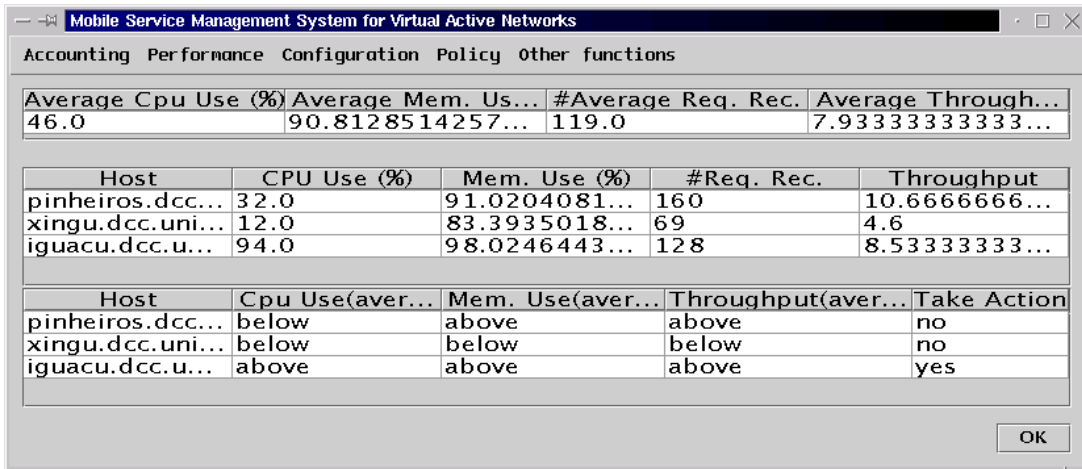 Mobile Service Management System for Virtual Active Networks
Accounting Performance Configuration Policy Other functions
Average Cpu Use (%) Average Mem. Us... #Average Req. Rec. Average Through...
46.0 90.8128514257... 119.0 7.93333333333...
Host CPU Use (%) Mem. Use (%) #Req. Rec. Throughput
pinheiros.dcc... 32.0 91.0204081... 160 10.6666666...
xingu.dcc.uni... 12.0 83.3935018... 69 4.6
iguacu.dcc.u... 94.0 98.0246443... 128 8.53333333...
Host Cpu Use(aver... Mem. Use(aver... Throughput(aver... Take Action
pinheiros.dcc... below above above no
xingu.dcc.uni... below below below no
iguacu.dcc.u... above above above yes
OK